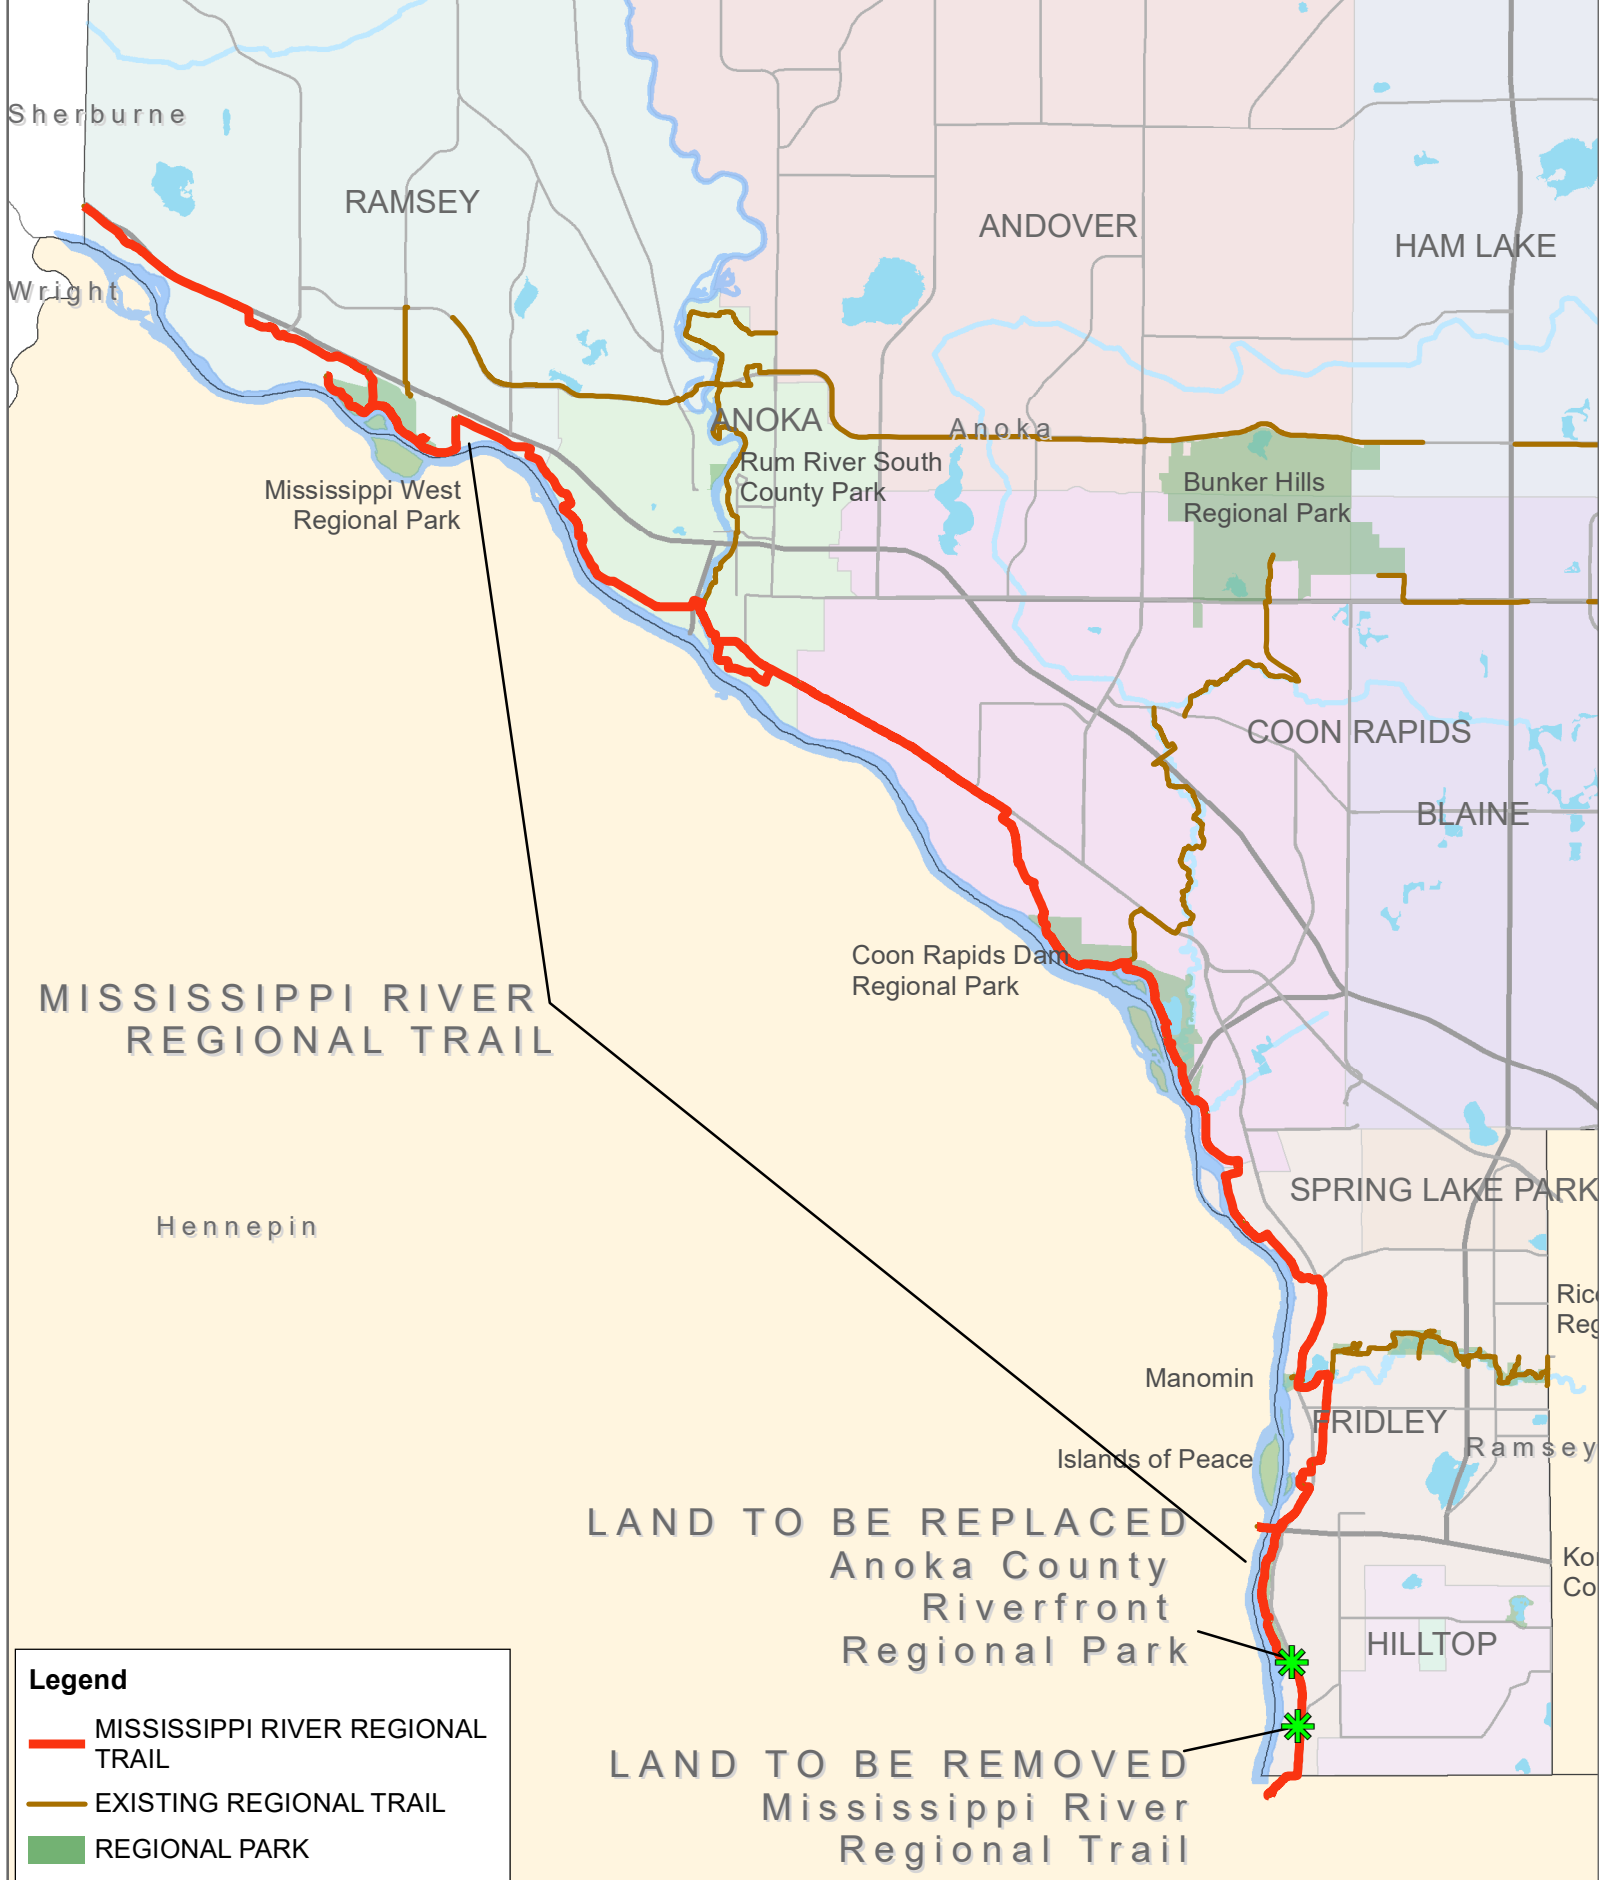 Sherburne
RAMSEY
ANDOVER
HAM LAKE
Wright
ANOKA
Anoka
Rum River South
County Park
Bunker Hills
Regional Park
Mississippi West
Regional Park
COON RAPIDS
BLAINE
Coon Rapids Dam
Regional Park
MISSISSIPPI RIVER
REGIONAL TRAIL
SPRING LAKE PARK
Hennepin
Manomin
FRIDLEY
Ramsey
Islands of Peace
LAND TO BE REPLACED
Anoka County
Riverfront
Regional Park
HILLTOP
Co
LAND TO BE REMOVED
Mississippi River
Regional Trail
Legend
MISSISSIPPI RIVER REGIONAL
TRAIL
EXISTING REGIONAL TRAIL
REGIONAL PARK